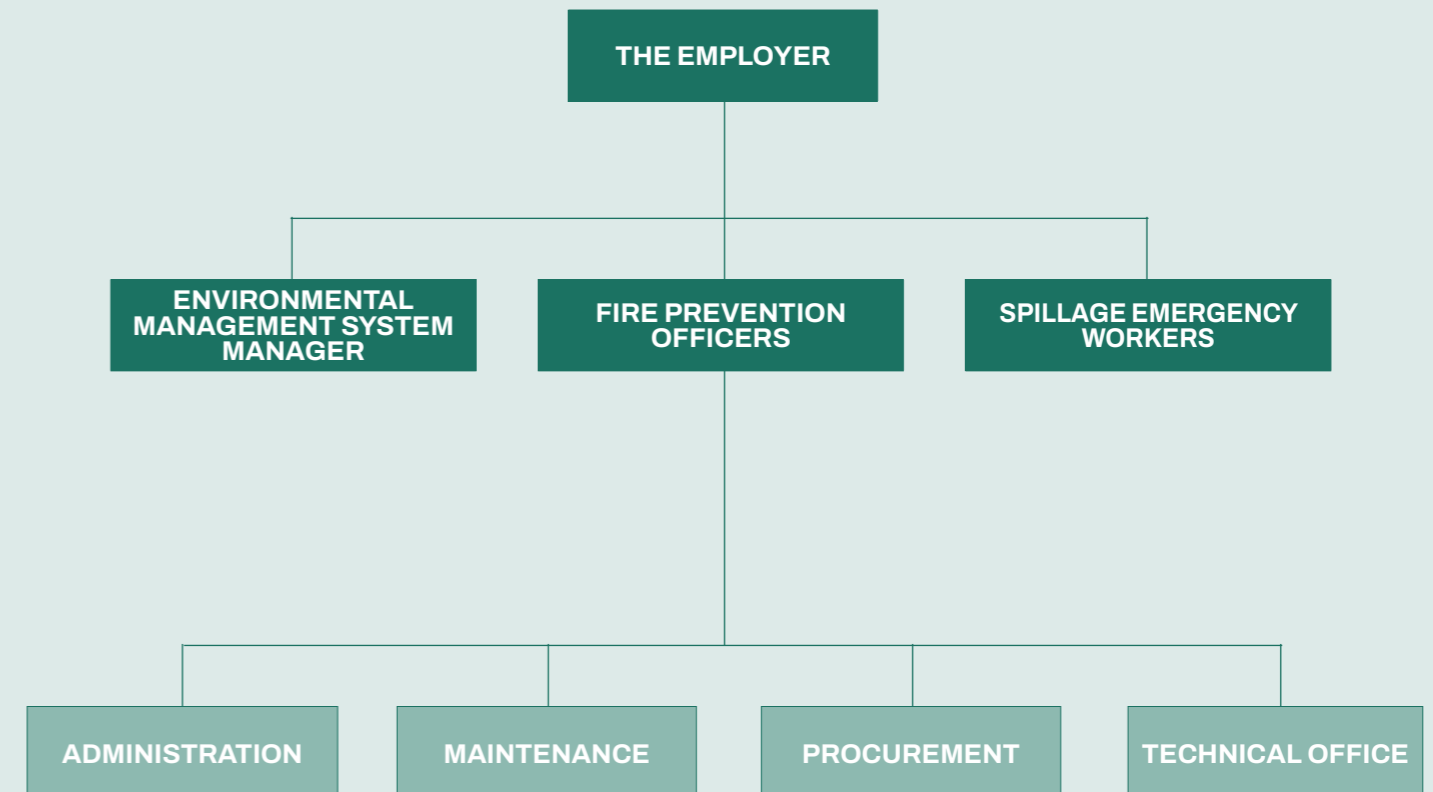 THE EMPLOYER
ENVIRONMENTAL
MANAGEMENT SYSTEM
MANAGER
FIRE PREVENTION
OFFICERS
SPILLAGE EMERGENCY
WORKERS
ADMINISTRATION
MAINTENANCE
PROCUREMENT
TECHNICAL OFFICE